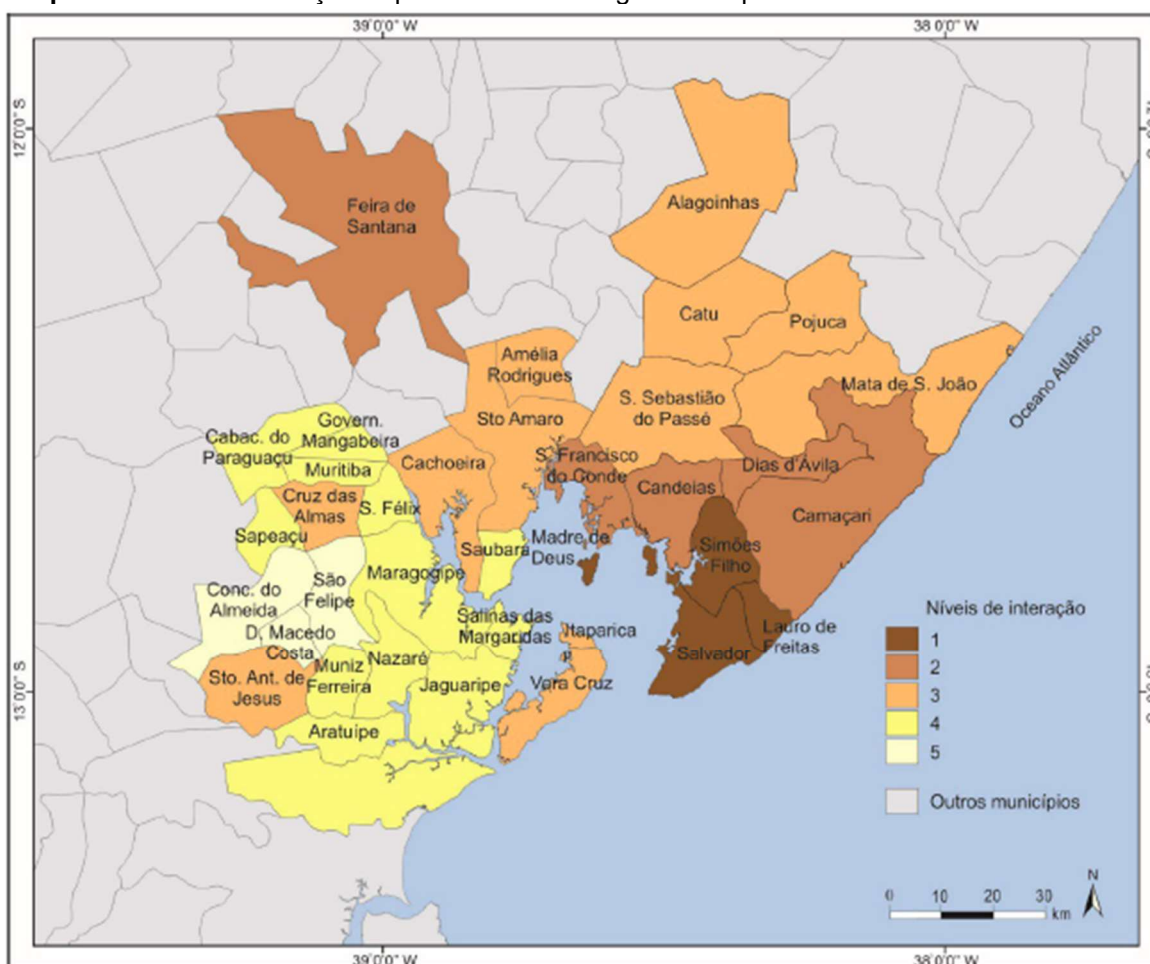 39°0'0" W
38°0'0" W
12°0'0" S
Feira de
Santana
Alagoinhas
Catu
Pojuca
Amélia
Rodrigues
Mata de S. João
S. Sebastião
do Passé
Sto Amaro
Oceano Atlântico
Govern.
Mangabeira
Cabac. do
Paraguaçu
Muritiba
Cachoeira
S. Francisco
do Conde
Dias d'Ávila
Candeias
Cruz das
Almas
S. Félix
Camaçari
Sapeaçu
Saubara
Madre de
Deus
Simões
Filho
Maragogipe
São
Felipe
Conc. do
Almeida
Níveis de interação
Salinas das
Margaridas
Itaparica
Lauro de
Freitas
1
D. Macedo
Costa
2
Salvador
Nazaré
Muniz
Ferreira
Sto. Ant. de
Jesus
Jaguaripe
Vera Cruz
3
13°0'0" S
4
Aratuipe
5
Outros municípios
N
0 10 20 30
km
39°0'0" W
38°0'0" W